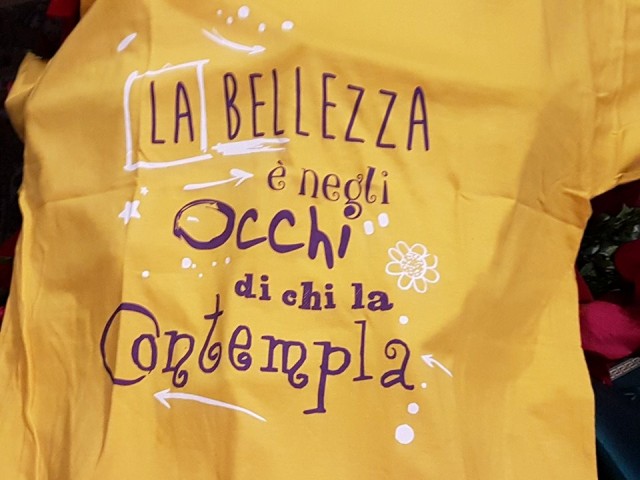 LA BELLEZZA
è negli
Occhi
di chi la
Contempla